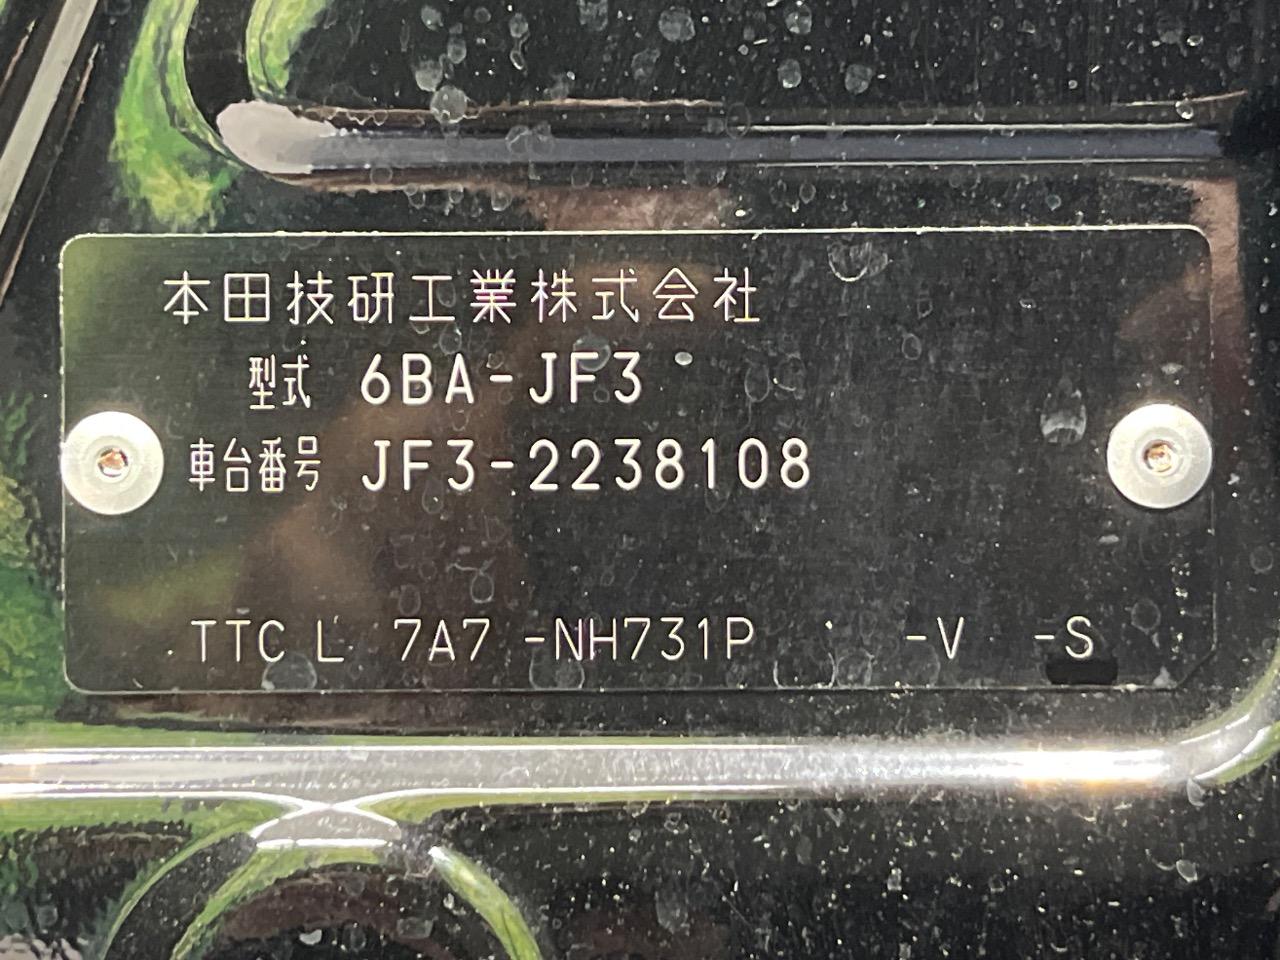 本田技研工業株式会社
型式 6BA-JF3
車台番号 JF3-2238108
TTC L 7A7 -NH731P -V -S